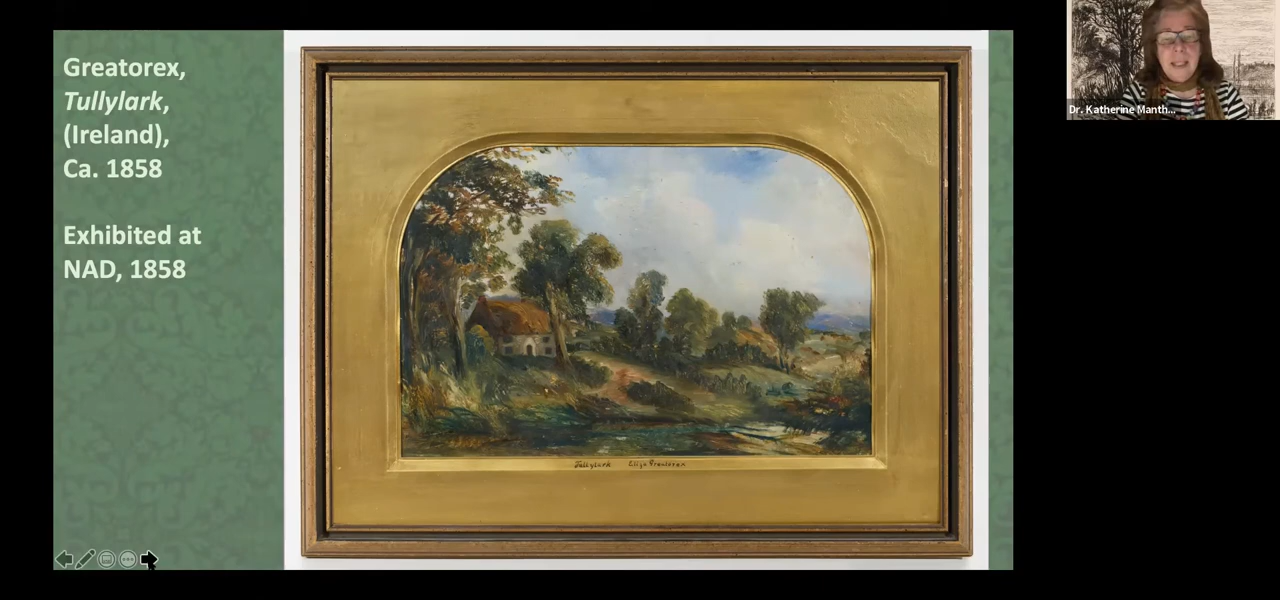 Greatorex,
Tullylark,
(Ireland),
Ca. 1858
Exhibited at
NAD, 1858
Tullylark Eliza Greatorex
Dr. Katherine Manth...